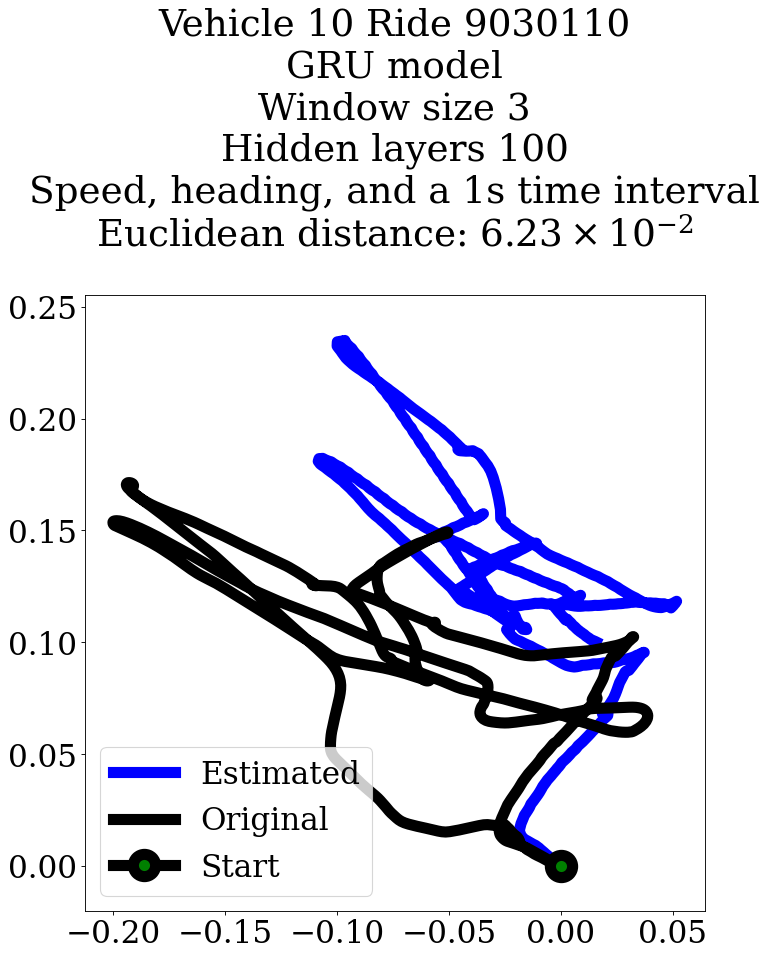 Vehicle 10 Ride 9030110
GRU model
Window size 3
Hidden layers 100
Speed, heading, and a 1s time interval
Euclidean distance: 6.23 × 10⁻²
0.25
0.20
0.15
0.10
0.05
0.00
Estimated
Original
Start
−0.20 −0.15 −0.10 −0.05 0.00 0.05